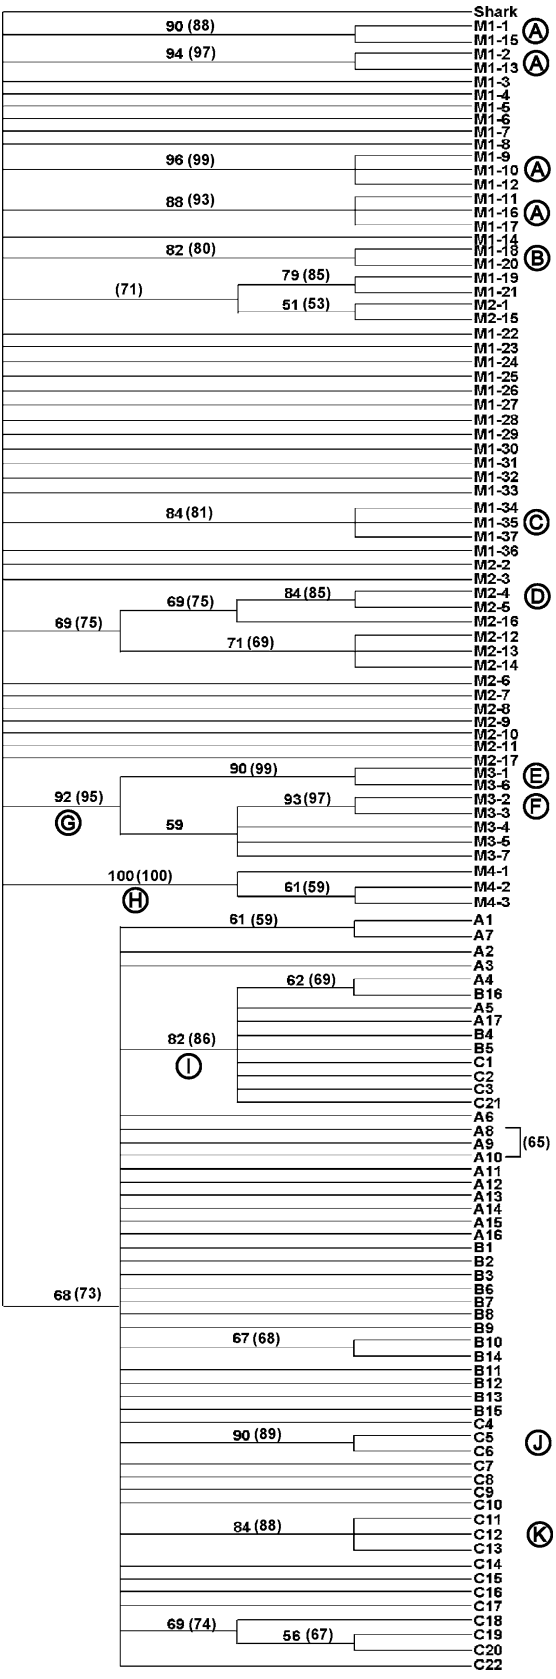 Shark
90 (88)
M1-1
A
M1-15
94 (97)
M1-2
A
M1-13
M1-3
M1-4
M1-5
M1-6
M1-7
M1-8
M1-9
96 (99)
M1-10
A
M1-12
M1-11
88 (93)
M1-16
A
M1-17
M1-14
82 (80)
M1-18
B
M1-20
79 (85)
M1-19
(71)
M1-21
51 (53)
M2-1
M2-15
M1-22
M1-23
M1-24
M1-25
M1-26
M1-27
M1-28
M1-29
M1-30
M1-31
M1-32
M1-33
M1-34
84 (81)
M1-35
C
M1-37
M1-36
M2-2
M2-3
84 (85)
M2-4
D
69 (75)
M2-5
M2-16
69 (75)
M2-12
71 (69)
M2-13
M2-14
M2-6
M2-7
M2-8
M2-9
M2-10
M2-11
M2-17
90 (99)
M3-1
E
M3-6
92 (95)
93 (97)
M3-2
F
G
M3-3
59
M3-4
M3-5
M3-7
M4-1
100 (100)
H
61 (59)
M4-2
M4-3
61 (59)
A1
A7
A2
A3
62 (69)
A4
B16
A5
A17
B4
82 (86)
B5
I
C1
C2
C3
C21
A6
A8
A9
(65)
A10
A11
A12
A13
A14
A15
A16
B1
B2
B3
B6
68 (73)
B7
B8
B9
67 (68)
B10
B14
B11
B12
B13
B15
C4
90 (89)
C5
J
C6
C7
C8
C9
C10
C11
84 (88)
C12
K
C13
C14
C15
C16
C17
69 (74)
C18
56 (67)
C19
C20
C22